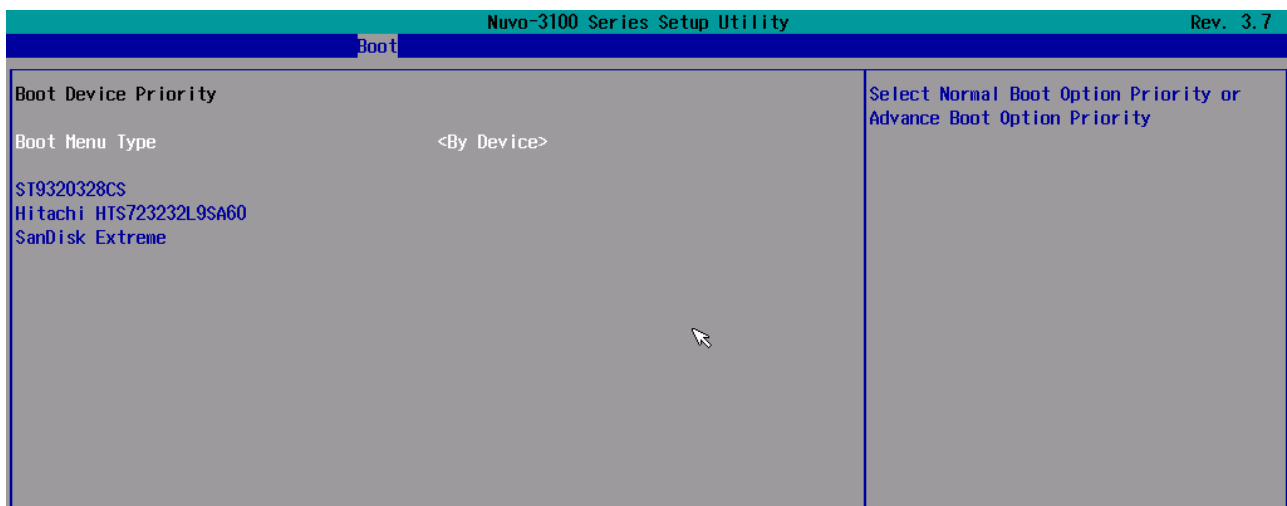 Nuvo-3100 Series Setup Utility Rev. 3.7
Boot
Boot Device Priority
Boot Menu Type <By Device>
ST9320328CS
Hitachi HTS723232L9SA60
SanDisk Extreme
Select Normal Boot Option Priority or
Advance Boot Option Priority